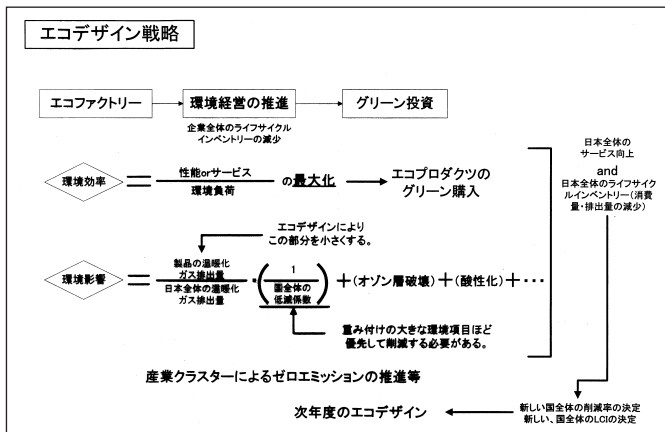 エコデザイン戦略
エコファクトリー
環境経営の推進
グリーン投資
企業全体のライフサイクル
インベントリーの減少
環境効率
=
性能orサービス
環境負荷
の最大化
エコプロダクツの
グリーン購入
日本全体の
サービス向上
and
日本全体のライフサイク
ルインベントリー(消費
量・排出量の減少)
エコデザインにより
この部分を小さくする。
環境影響
=
製品の温暖化
ガス排出量
日本全体の温暖化
ガス排出量
・
(
1
国全体の
低減係数
)
+(オゾン層破壊)+(酸性化)+・・・
重み付けの大きな環境項目ほど
優先して削減する必要がある。
産業クラスターによるゼロエミッションの推進等
次年度のエコデザイン
新しい国全体の削減率の決定
新しい、国全体のLCIの決定